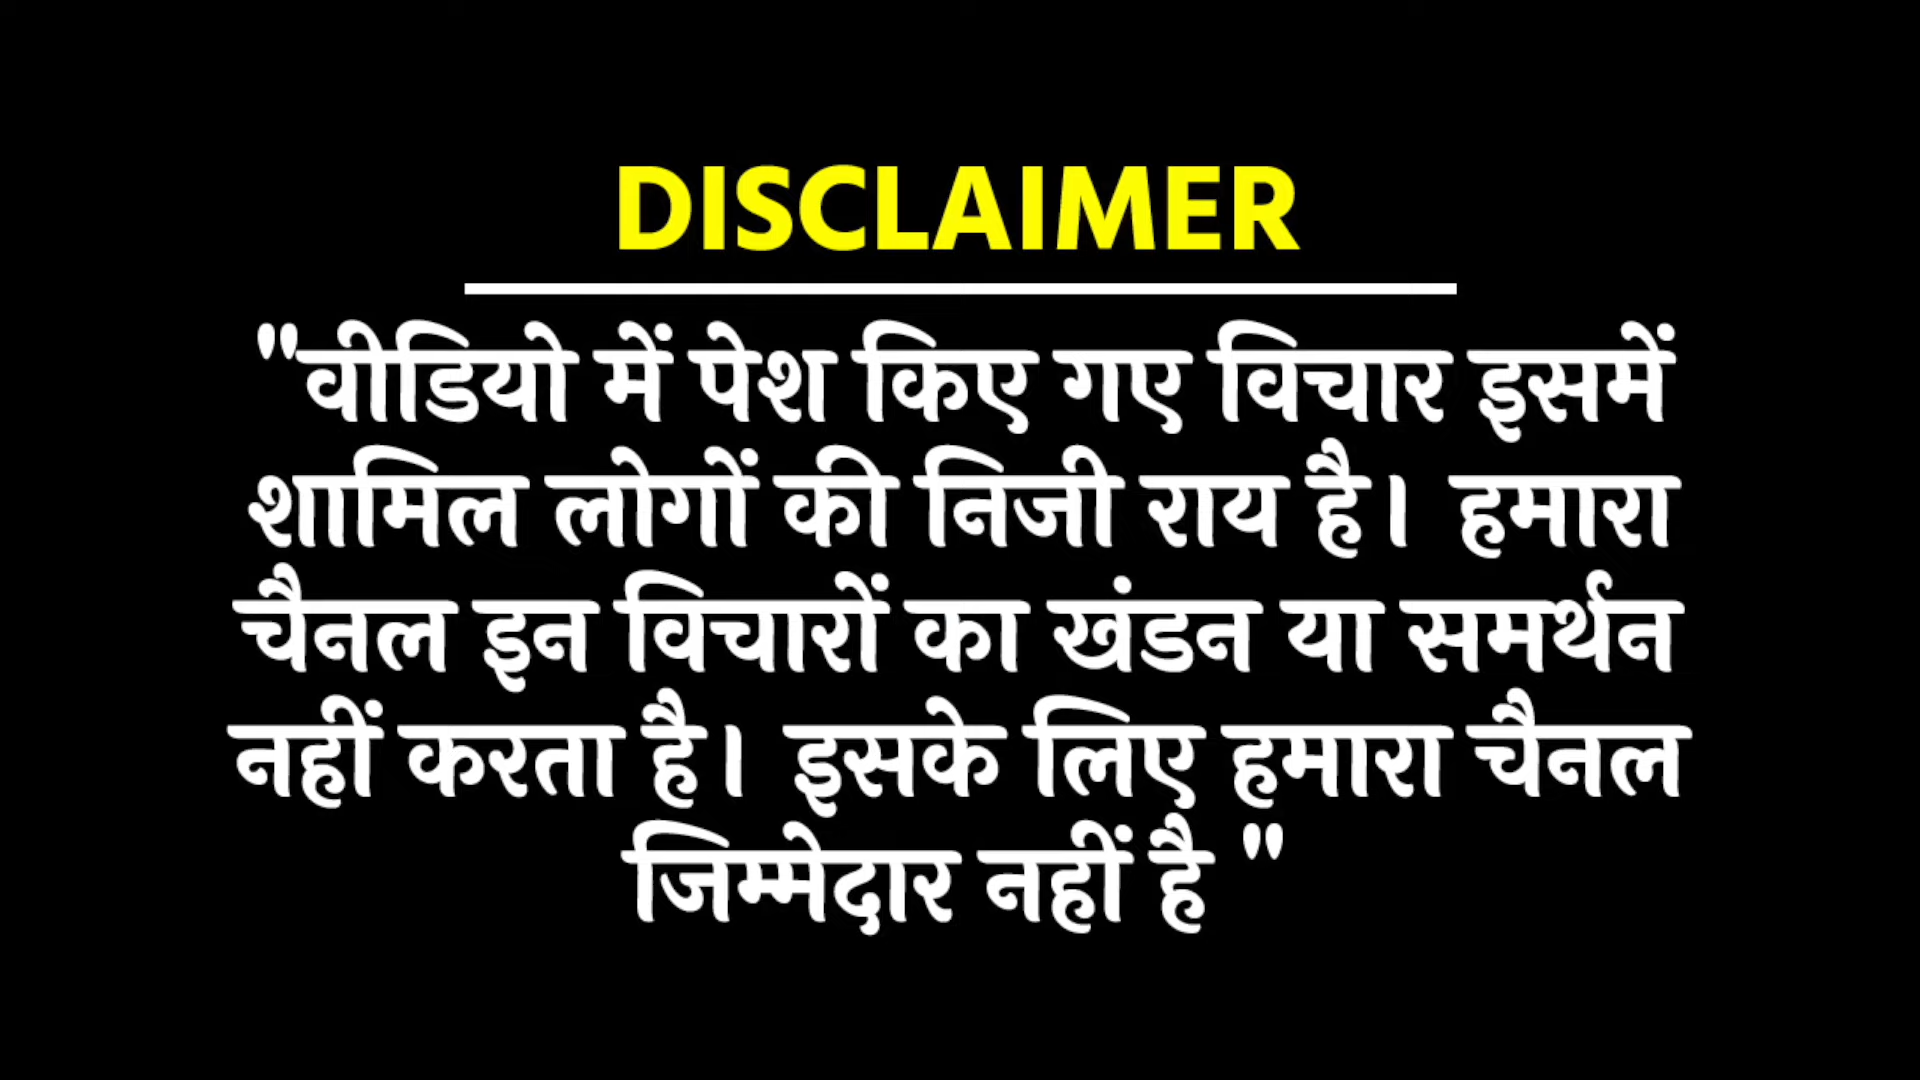 DISCLAIMER
"वीडियो में पेश किए गए विचार इसमें
शामिल लोगों की निजी राय है। हमारा
चैनल इन विचारों का खंडन या समर्थन
नहीं करता है। इसके लिए हमारा चैनल
जिम्मेदार नहीं है "